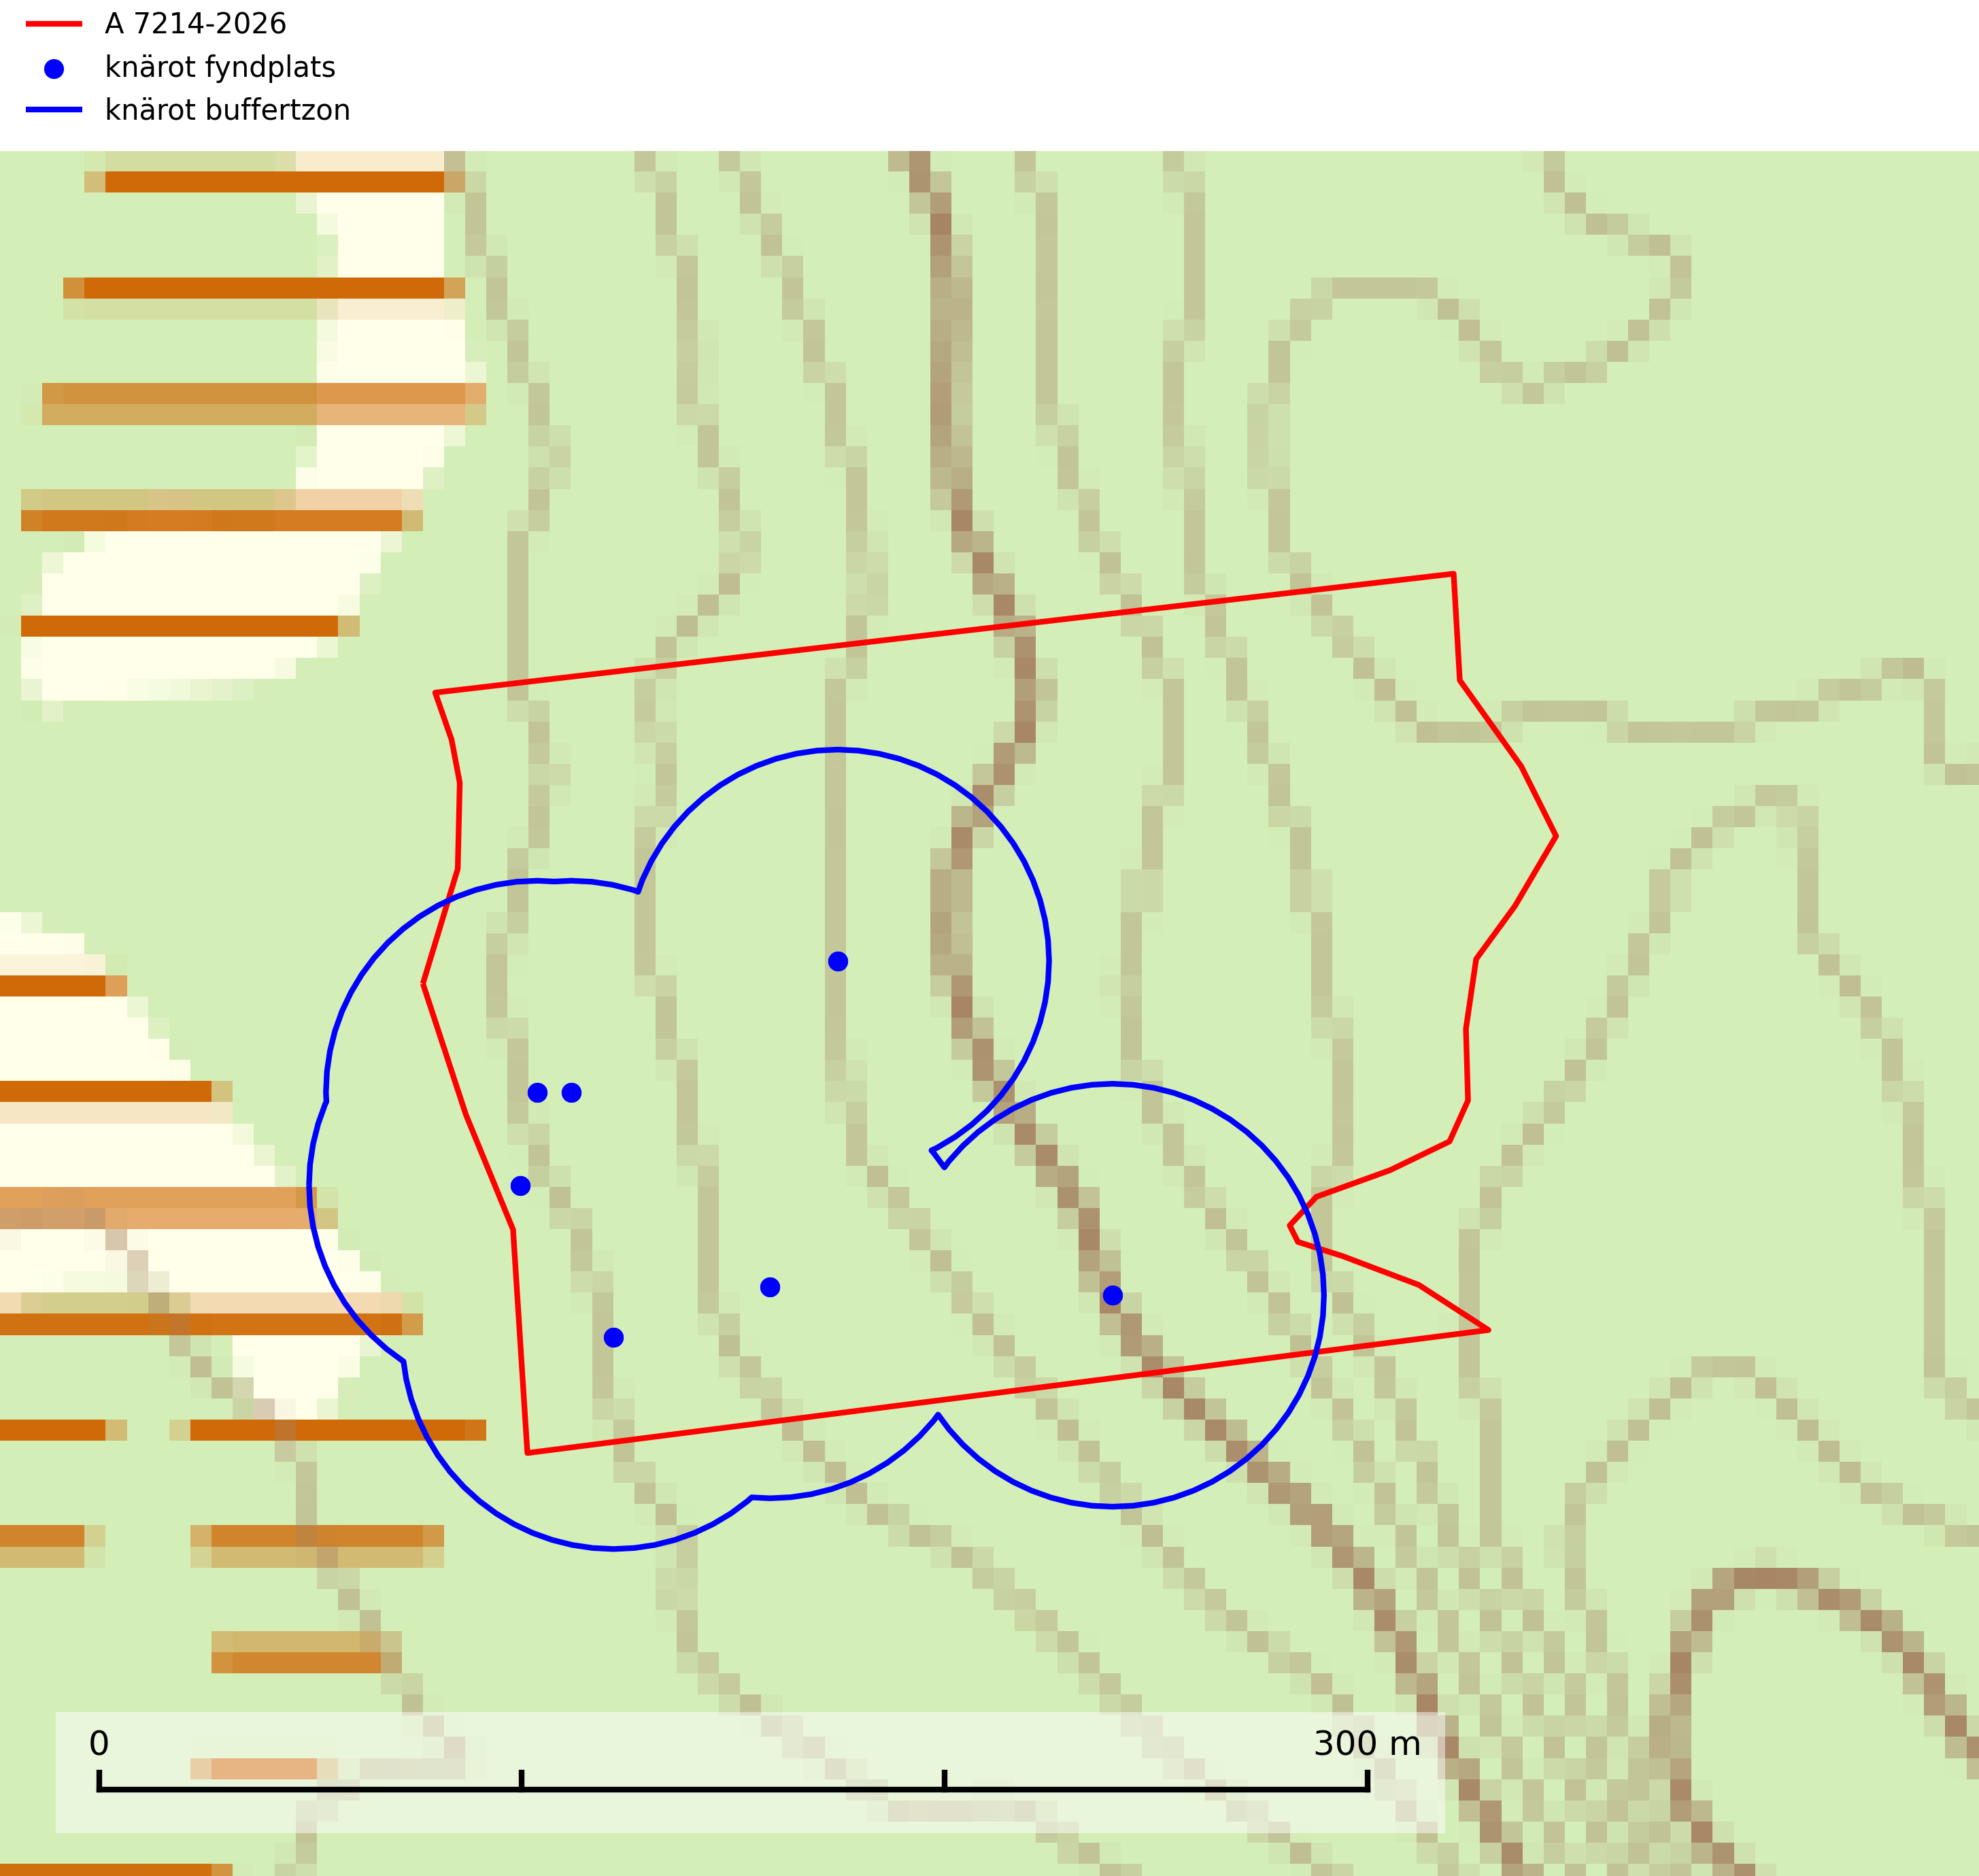 A 7214-2026
knärot fyndplats
knärot buffertzon
0 300 m